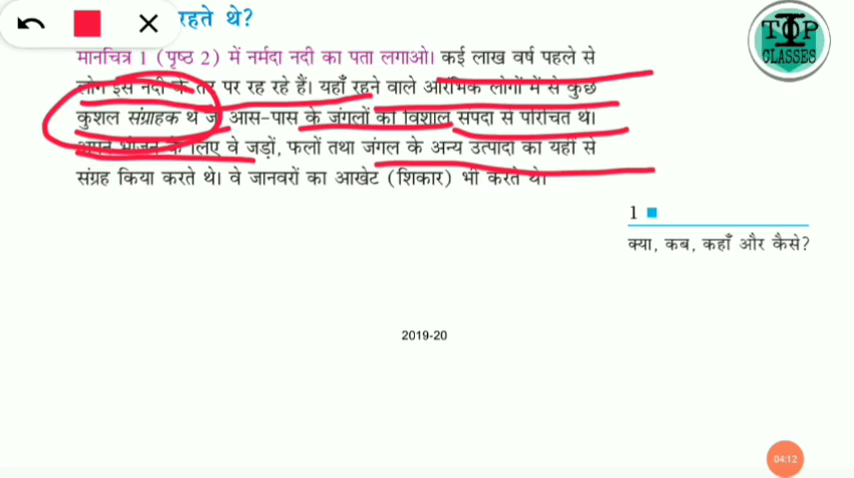 रहते थे?
मानचित्र 1 (पृष्ठ 2) में नर्मदा नदी का पता लगाओ। कई लाख वर्ष पहले से
लोग इस नदी के तट पर रह रहे हैं। यहाँ रहने वाले आरंभिक लोगों में से कुछ
कुशल संग्राहक थे जो आस-पास के जंगलों की विशाल संपदा से परिचित थे।
अपने भोजन के लिए वे जड़ों, फलों तथा जंगल के अन्य उत्पादों का यहीं से
संग्रह किया करते थे। वे जानवरों का आखेट (शिकार) भी करते थे।
1
क्या, कब, कहाँ और कैसे?
2019-20
TOP
CLASSES
04:12